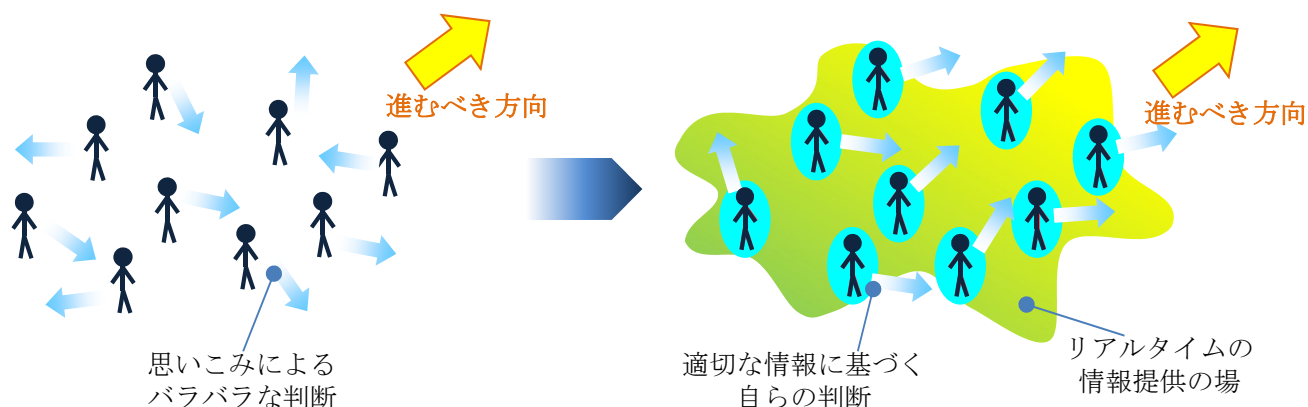 進むべき方向
思いこみによる
バラバラな判断
進むべき方向
適切な情報に基づく
自らの判断
リアルタイムの
情報提供の場